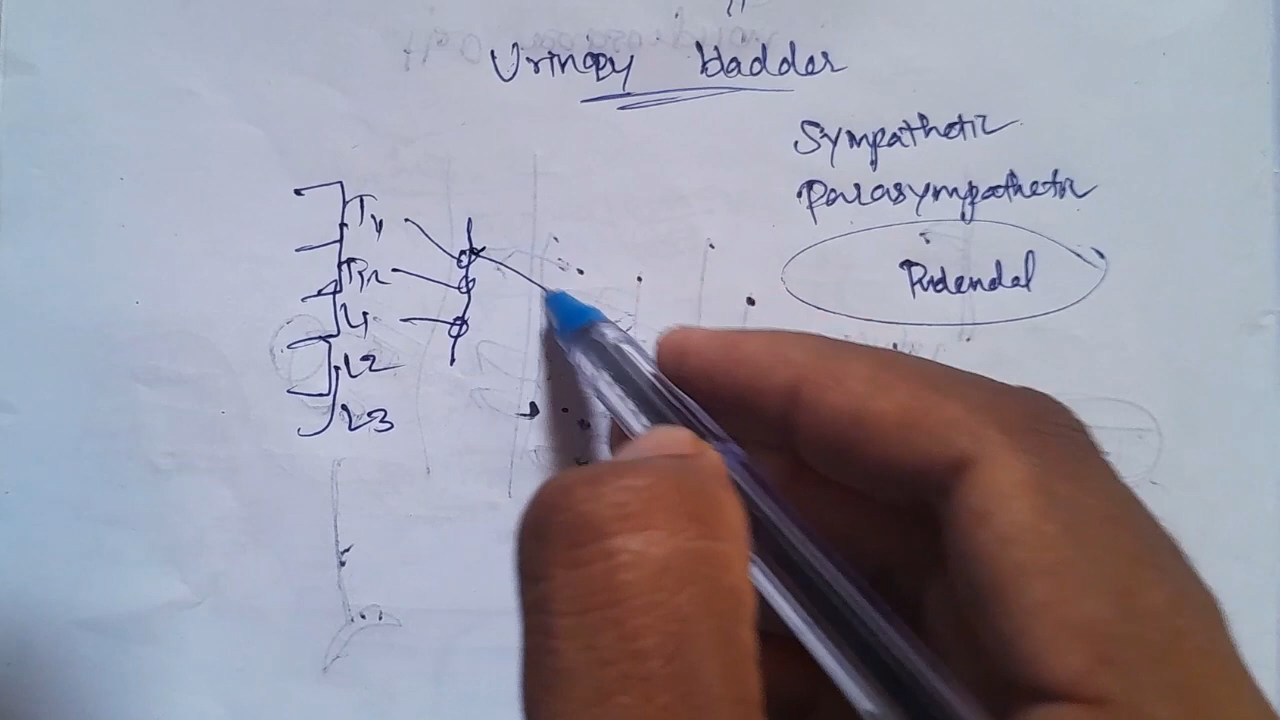 Urinary bladder
Sympathetic
Parasympathetic
Pudendal
T11
T12
L1
L2
L3